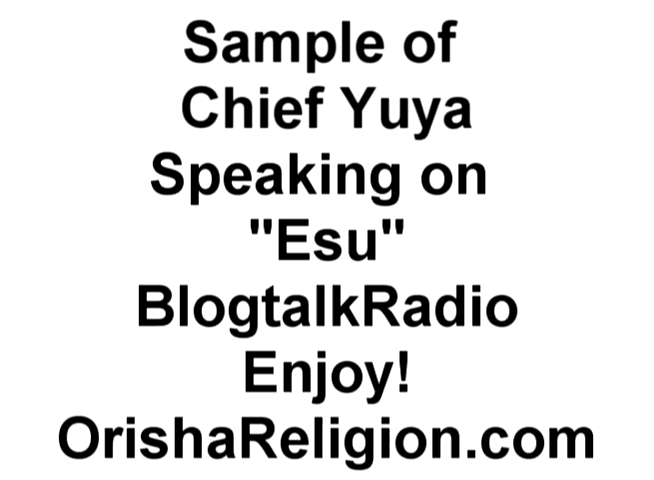 Sample of
Chief Yuya
Speaking on
"Esu"
BlogtalkRadio
Enjoy!
OrishaReligion.com